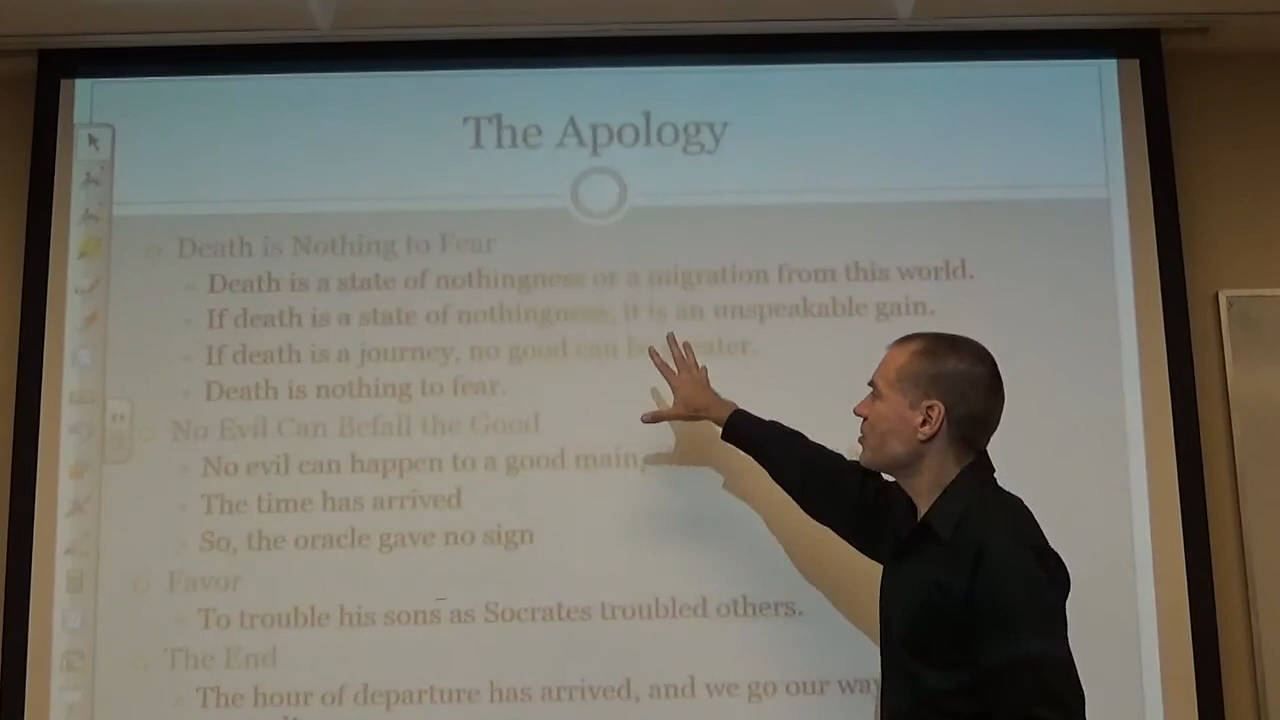 The Apology
Death is Nothing to Fear
Death is a state of nothingness or a migration from this world.
If death is a state of nothingness, it is an unspeakable gain.
If death is a journey, no good can be greater.
Death is nothing to fear.
No Evil Can Befall the Good
No evil can happen to a good main,
The time has arrived
So, the oracle gave no sign
Favor
To trouble his sons as Socrates troubled others.
The End
The hour of departure has arrived, and we go our way